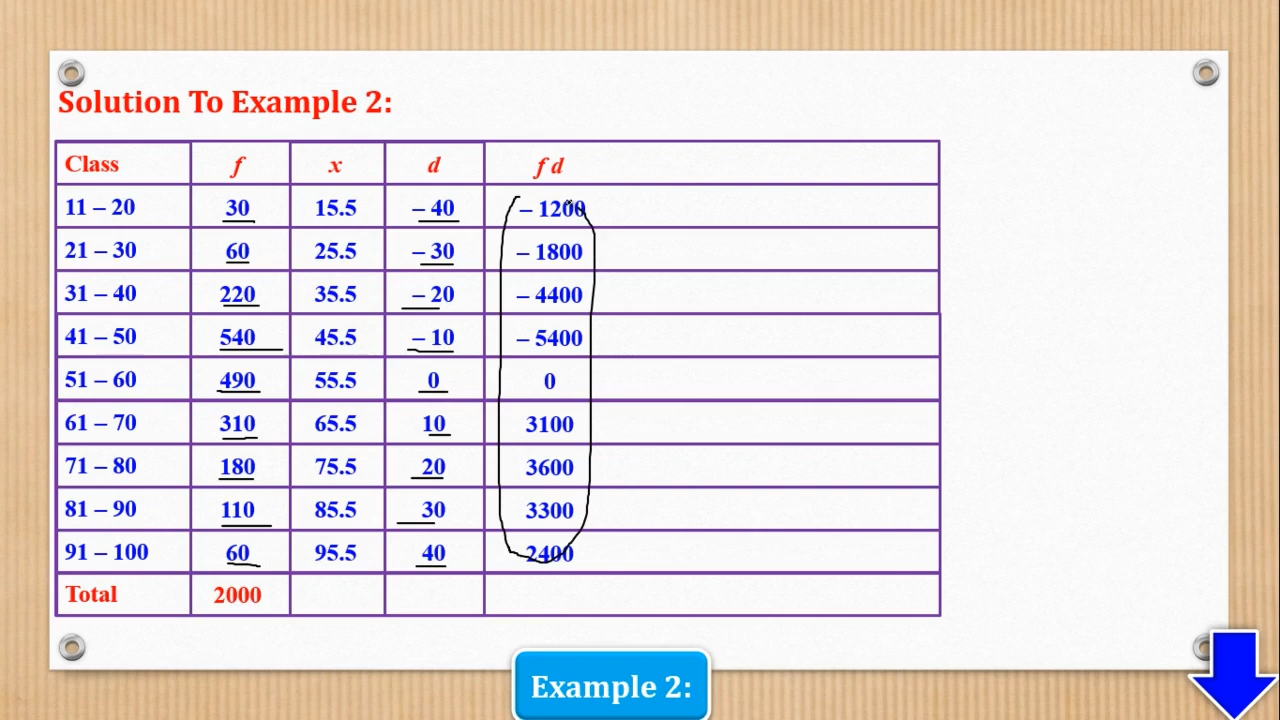 Solution To Example 2:
Class f x d f d
11 – 20 30 15.5 – 40 – 1200
21 – 30 60 25.5 – 30 – 1800
31 – 40 220 35.5 – 20 – 4400
41 – 50 540 45.5 – 10 – 5400
51 – 60 490 55.5 0 0
61 – 70 310 65.5 10 3100
71 – 80 180 75.5 20 3600
81 – 90 110 85.5 30 3300
91 – 100 60 95.5 40 2400
Total 2000
Example 2: